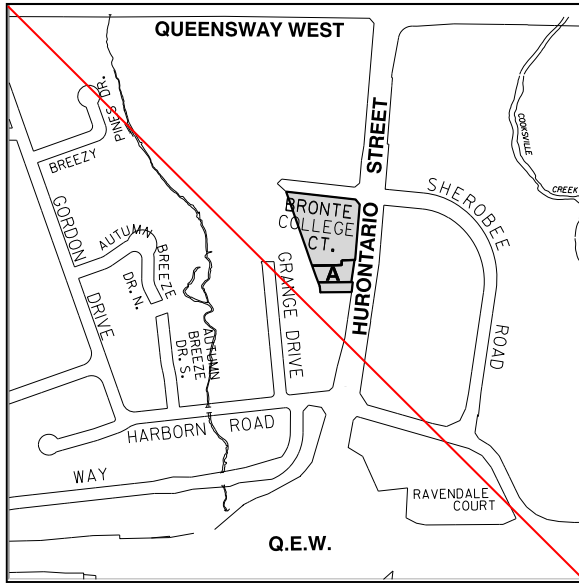 QUEENSWAY WEST
PINES DR.
BREEZY
COOKSVILLE
CREEK
HURONTARIO STREET
SHEROBEE
ROAD
BRONTE
COLLEGE
CT.
A
GORDON
DRIVE
AUTUMN
BREEZE
DR. N.
GRANGE DRIVE
AUTUMN
BREEZE
DR. S.
HARBORN ROAD
WAY
RAVENDALE
COURT
Q.E.W.